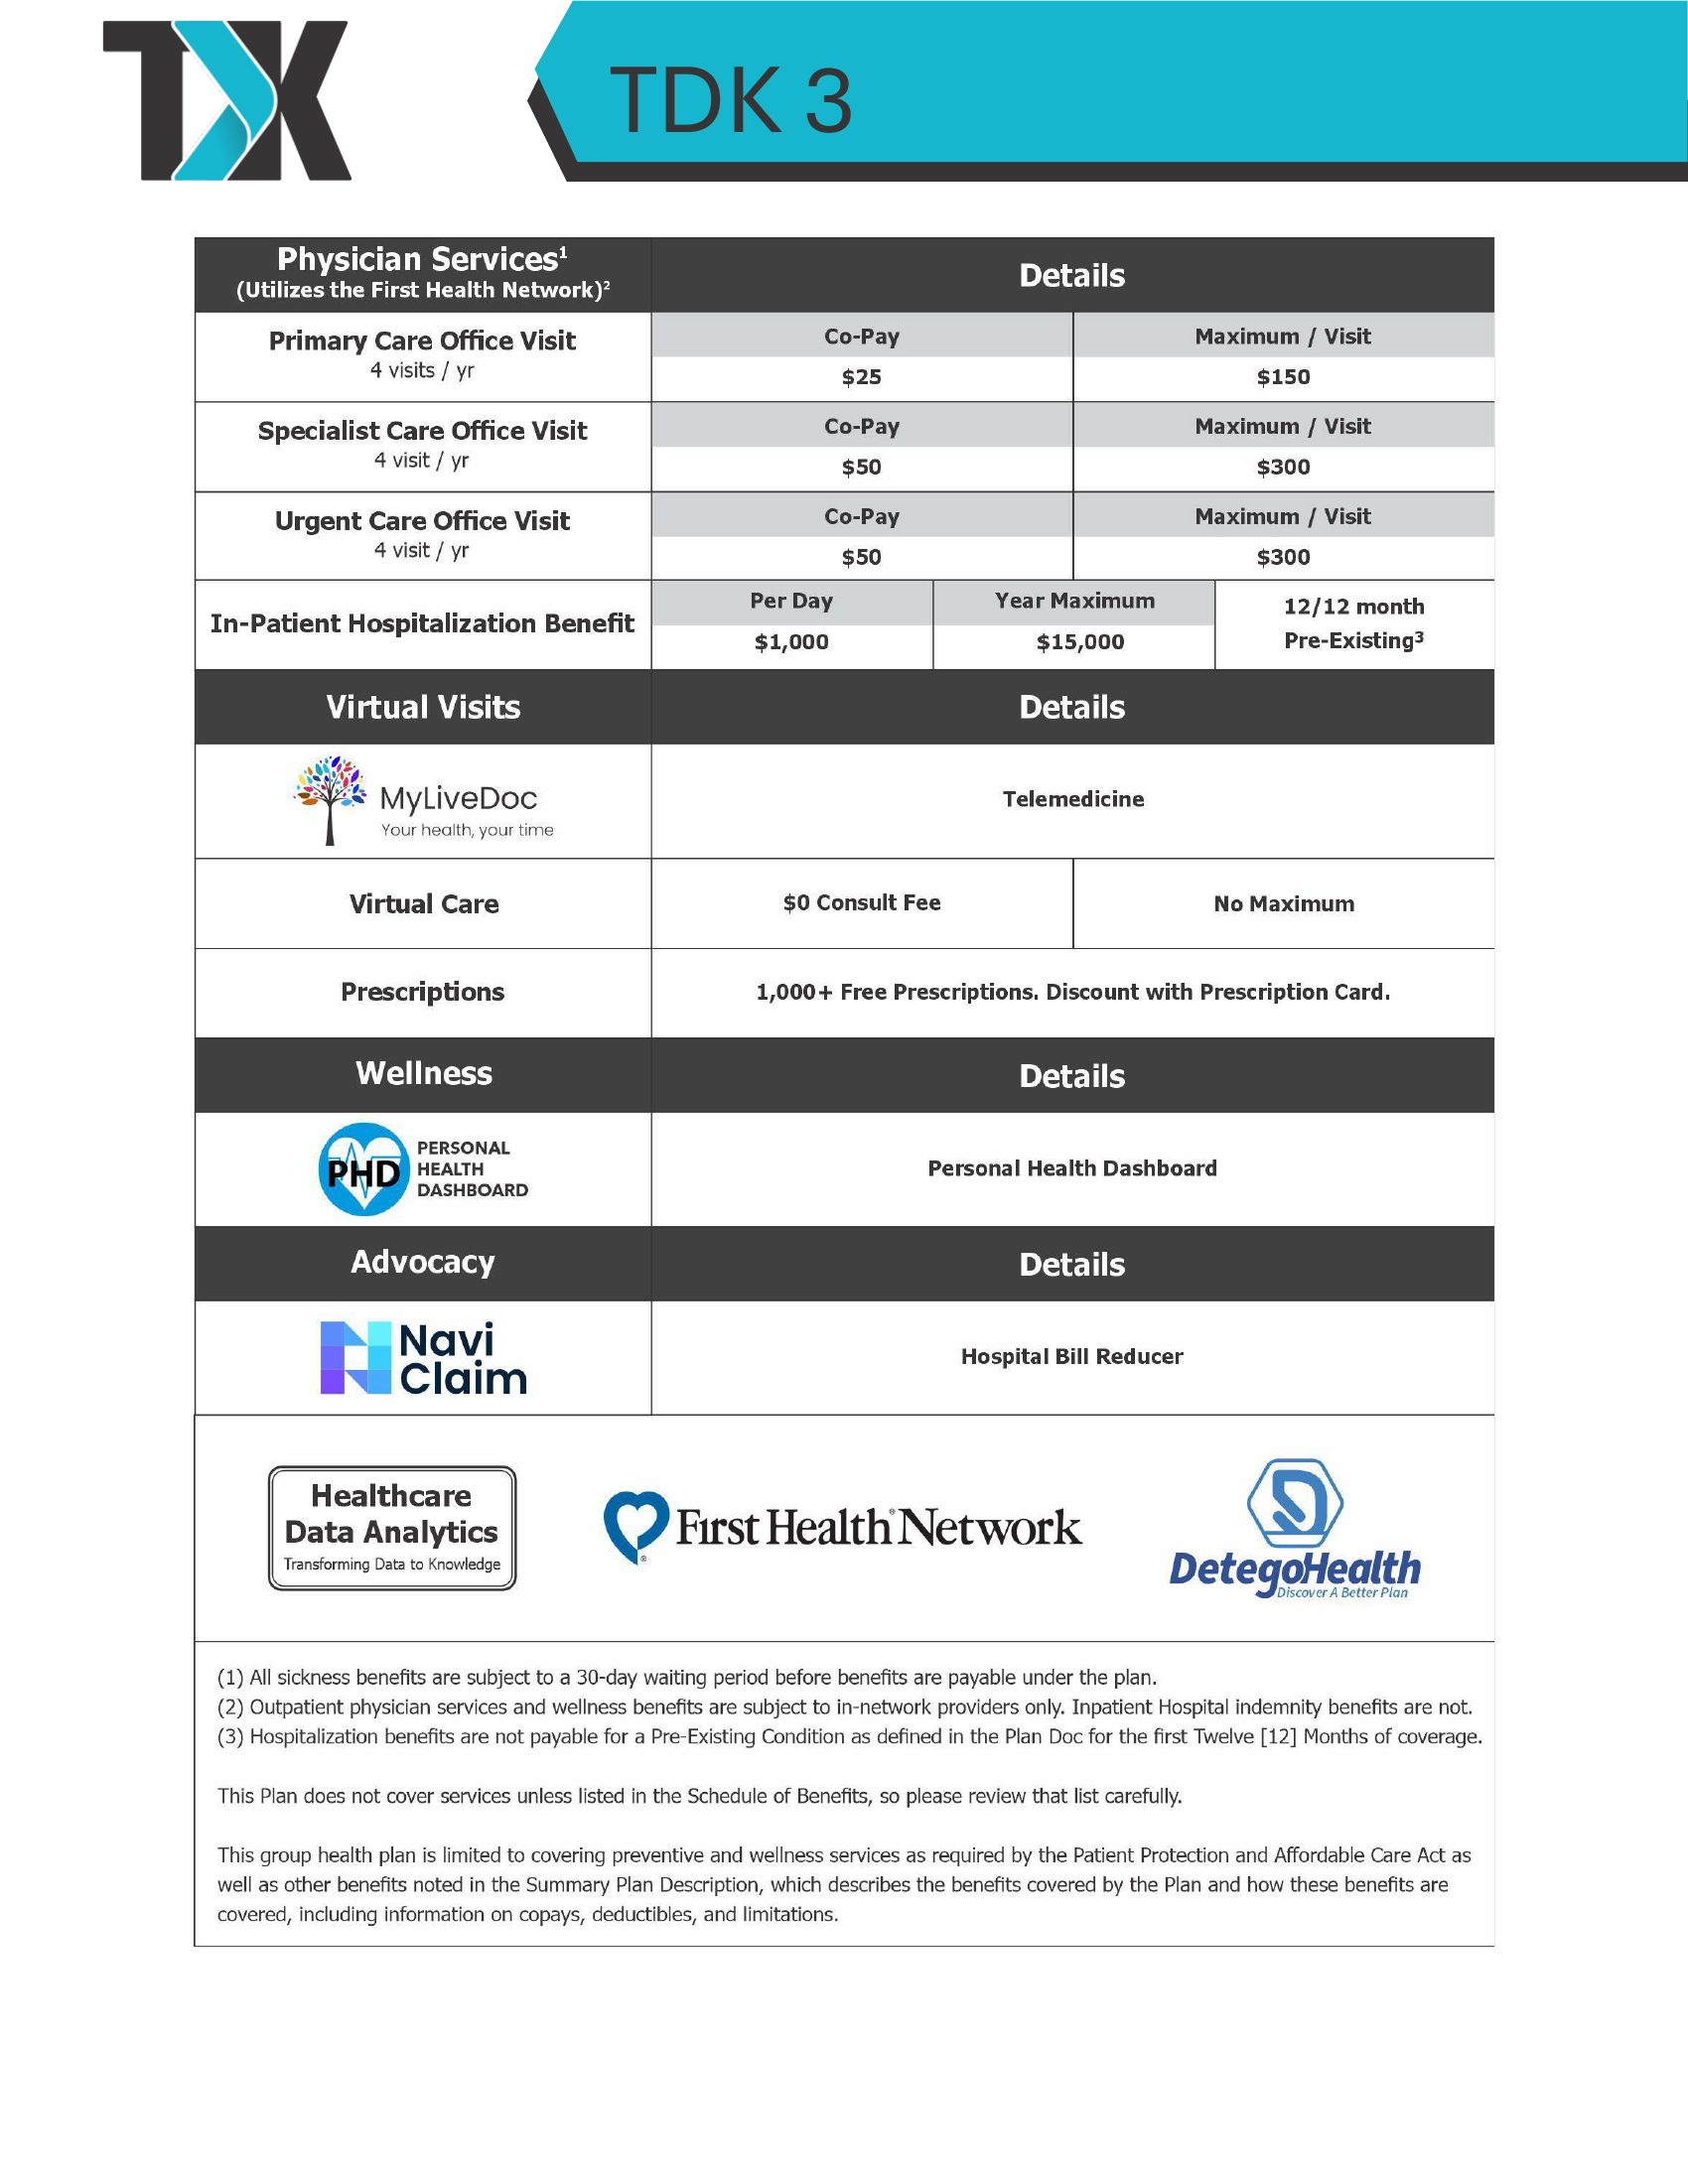 TDK
TDK 3
Physician Services¹
(Utilizes the First Health Network)²
Details
Primary Care Office Visit
4 visits / yr
Co-Pay
Maximum / Visit
$25
$150
Specialist Care Office Visit
4 visit / yr
Co-Pay
Maximum / Visit
$50
$300
Urgent Care Office Visit
4 visit / yr
Co-Pay
Maximum / Visit
$50
$300
In-Patient Hospitalization Benefit
Per Day
Year Maximum
$1,000
$15,000
12/12 month
Pre-Existing³
Virtual Visits
Details
MyLiveDoc
Your health, your time
Telemedicine
Virtual Care
$0 Consult Fee
No Maximum
Prescriptions
1,000+ Free Prescriptions. Discount with Prescription Card.
Wellness
Details
PHD
PERSONAL
HEALTH
DASHBOARD
Personal Health Dashboard
Advocacy
Details
Navi
Claim
Hospital Bill Reducer
Healthcare
Data Analytics
Transforming Data to Knowledge
First Health® Network
®
DetegoHealth
Discover A Better Plan
(1) All sickness benefits are subject to a 30-day waiting period before benefits are payable under the plan.
(2) Outpatient physician services and wellness benefits are subject to in-network providers only. Inpatient Hospital indemnity benefits are not.
(3) Hospitalization benefits are not payable for a Pre-Existing Condition as defined in the Plan Doc for the first Twelve [12] Months of coverage.
This Plan does not cover services unless listed in the Schedule of Benefits, so please review that list carefully.
This group health plan is limited to covering preventive and wellness services as required by the Patient Protection and Affordable Care Act as
well as other benefits noted in the Summary Plan Description, which describes the benefits covered by the Plan and how these benefits are
covered, including information on copays, deductibles, and limitations.